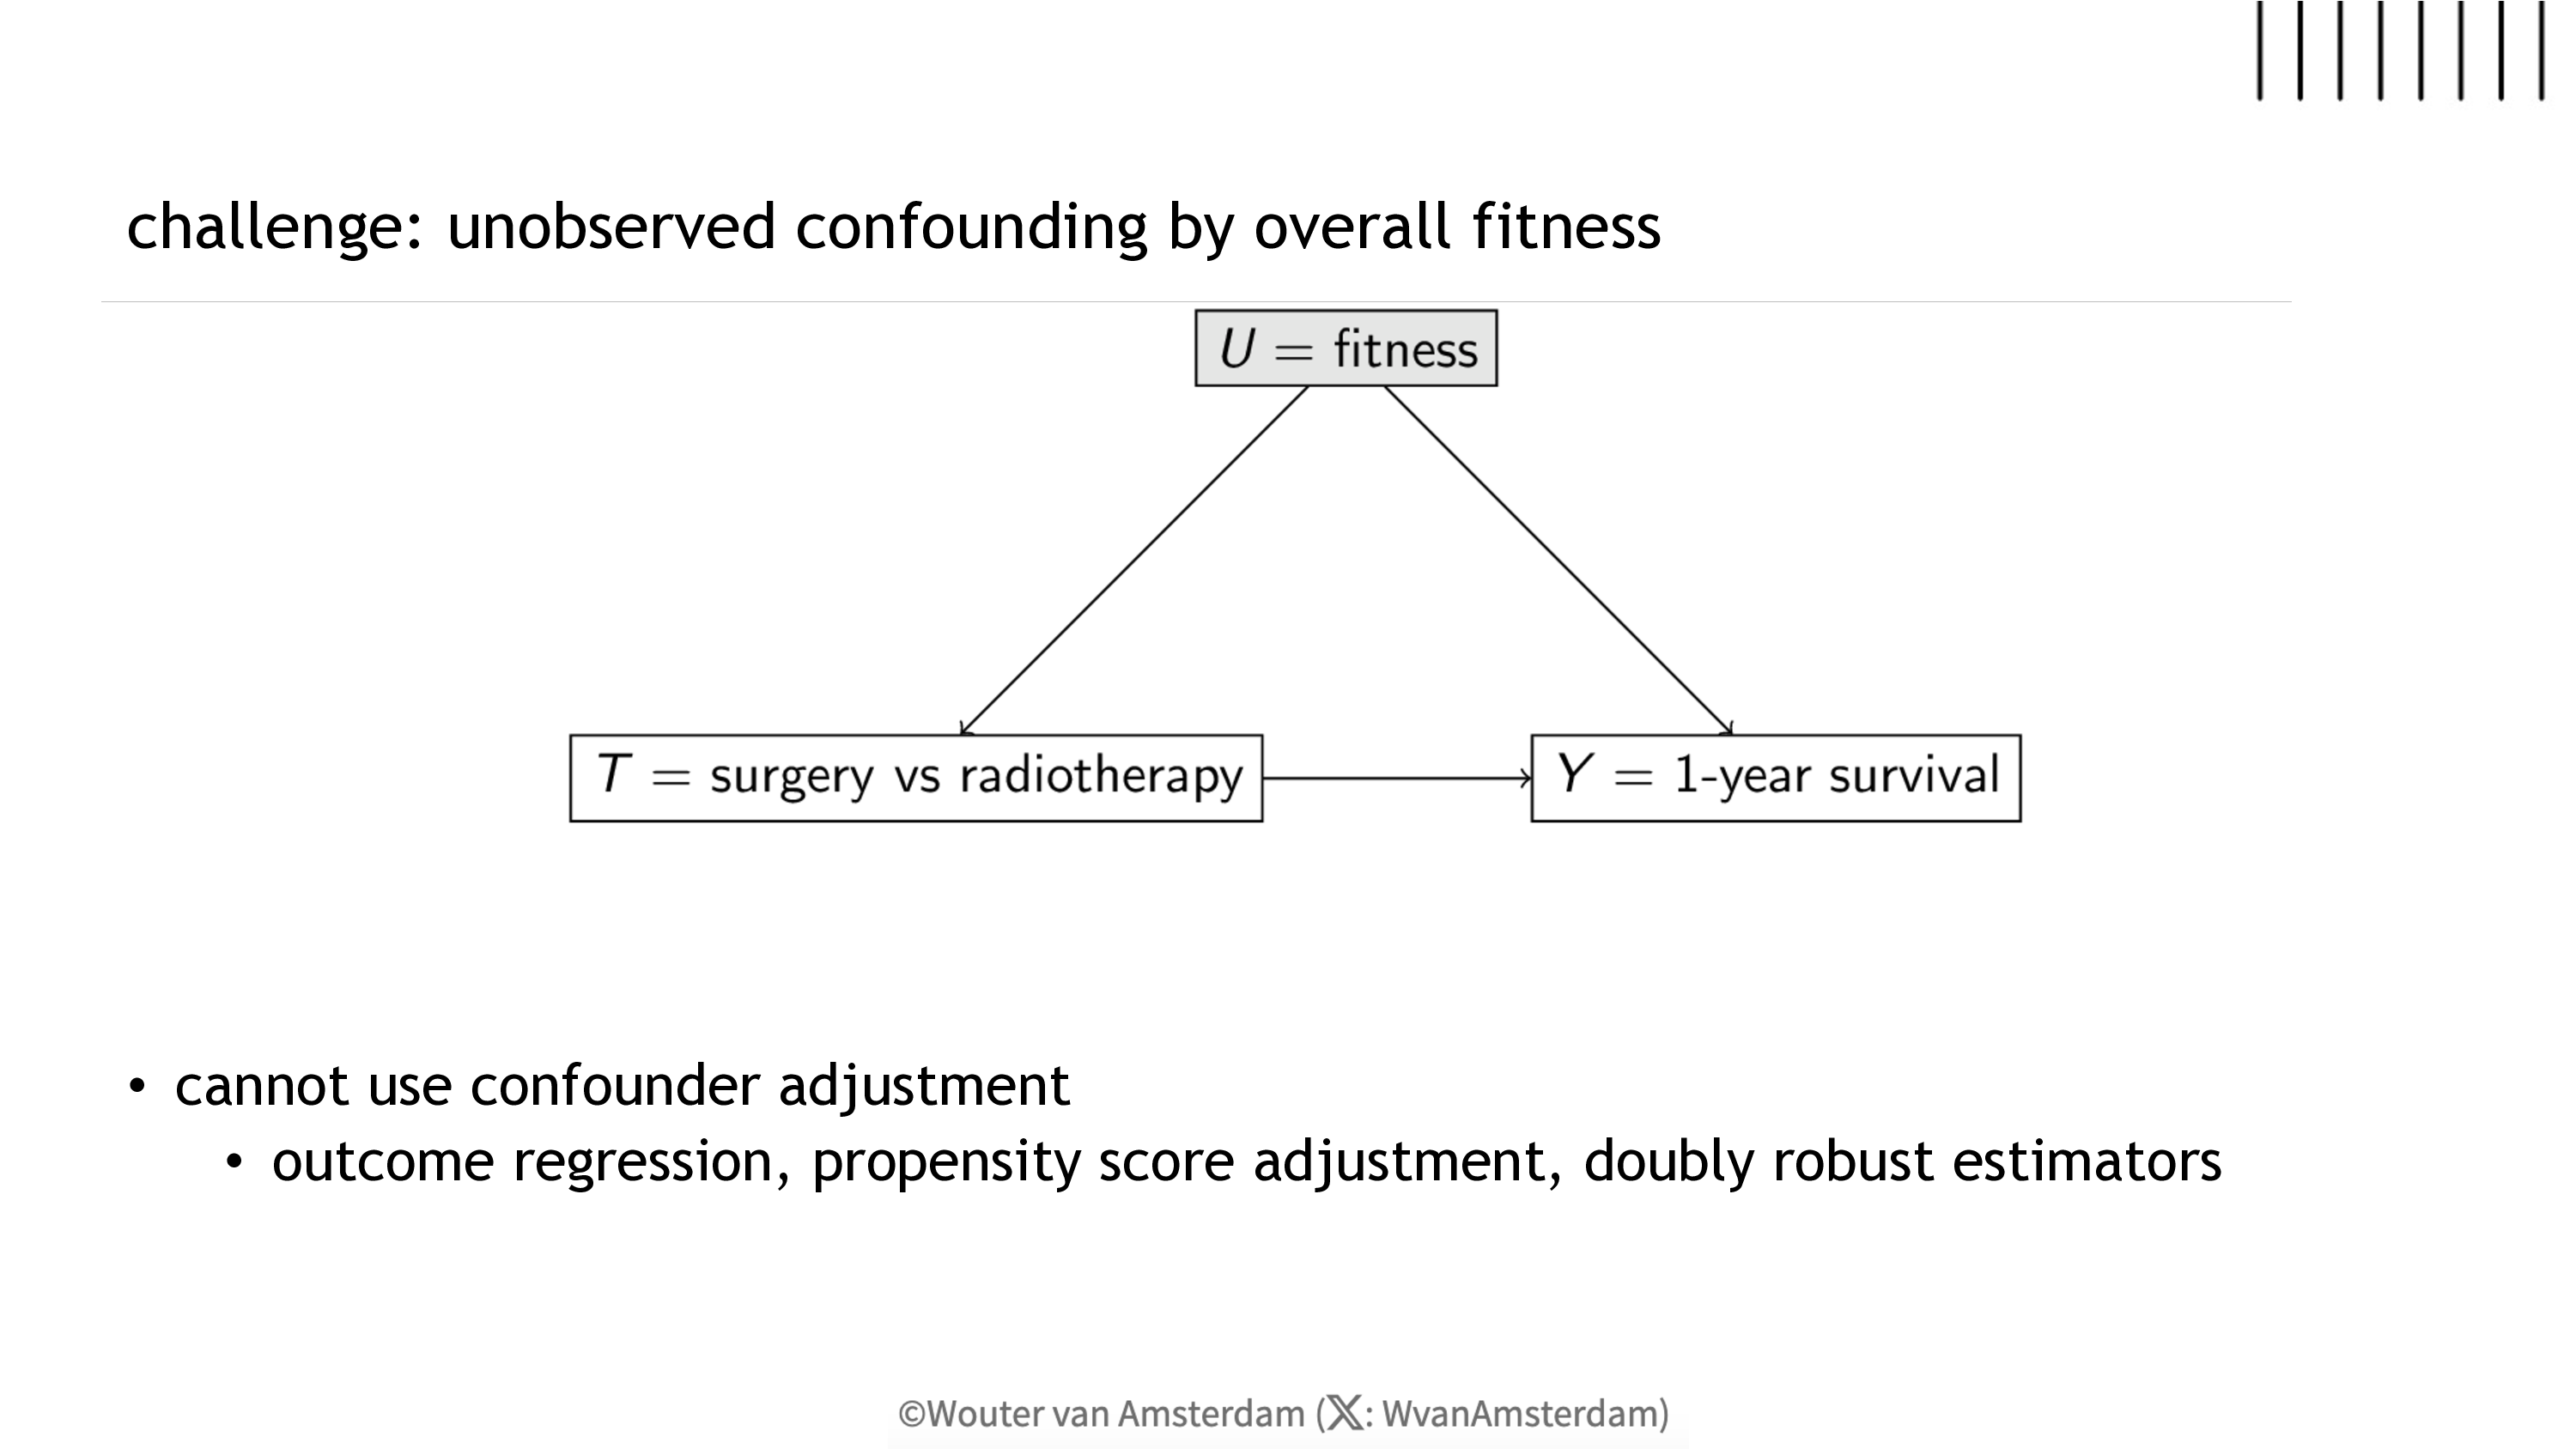 challenge: unobserved confounding by overall fitness
U = fitness
T = surgery vs radiotherapy
Y = 1-year survival
• cannot use confounder adjustment
• outcome regression, propensity score adjustment, doubly robust estimators
©Wouter van Amsterdam (𝕏: WvanAmsterdam)